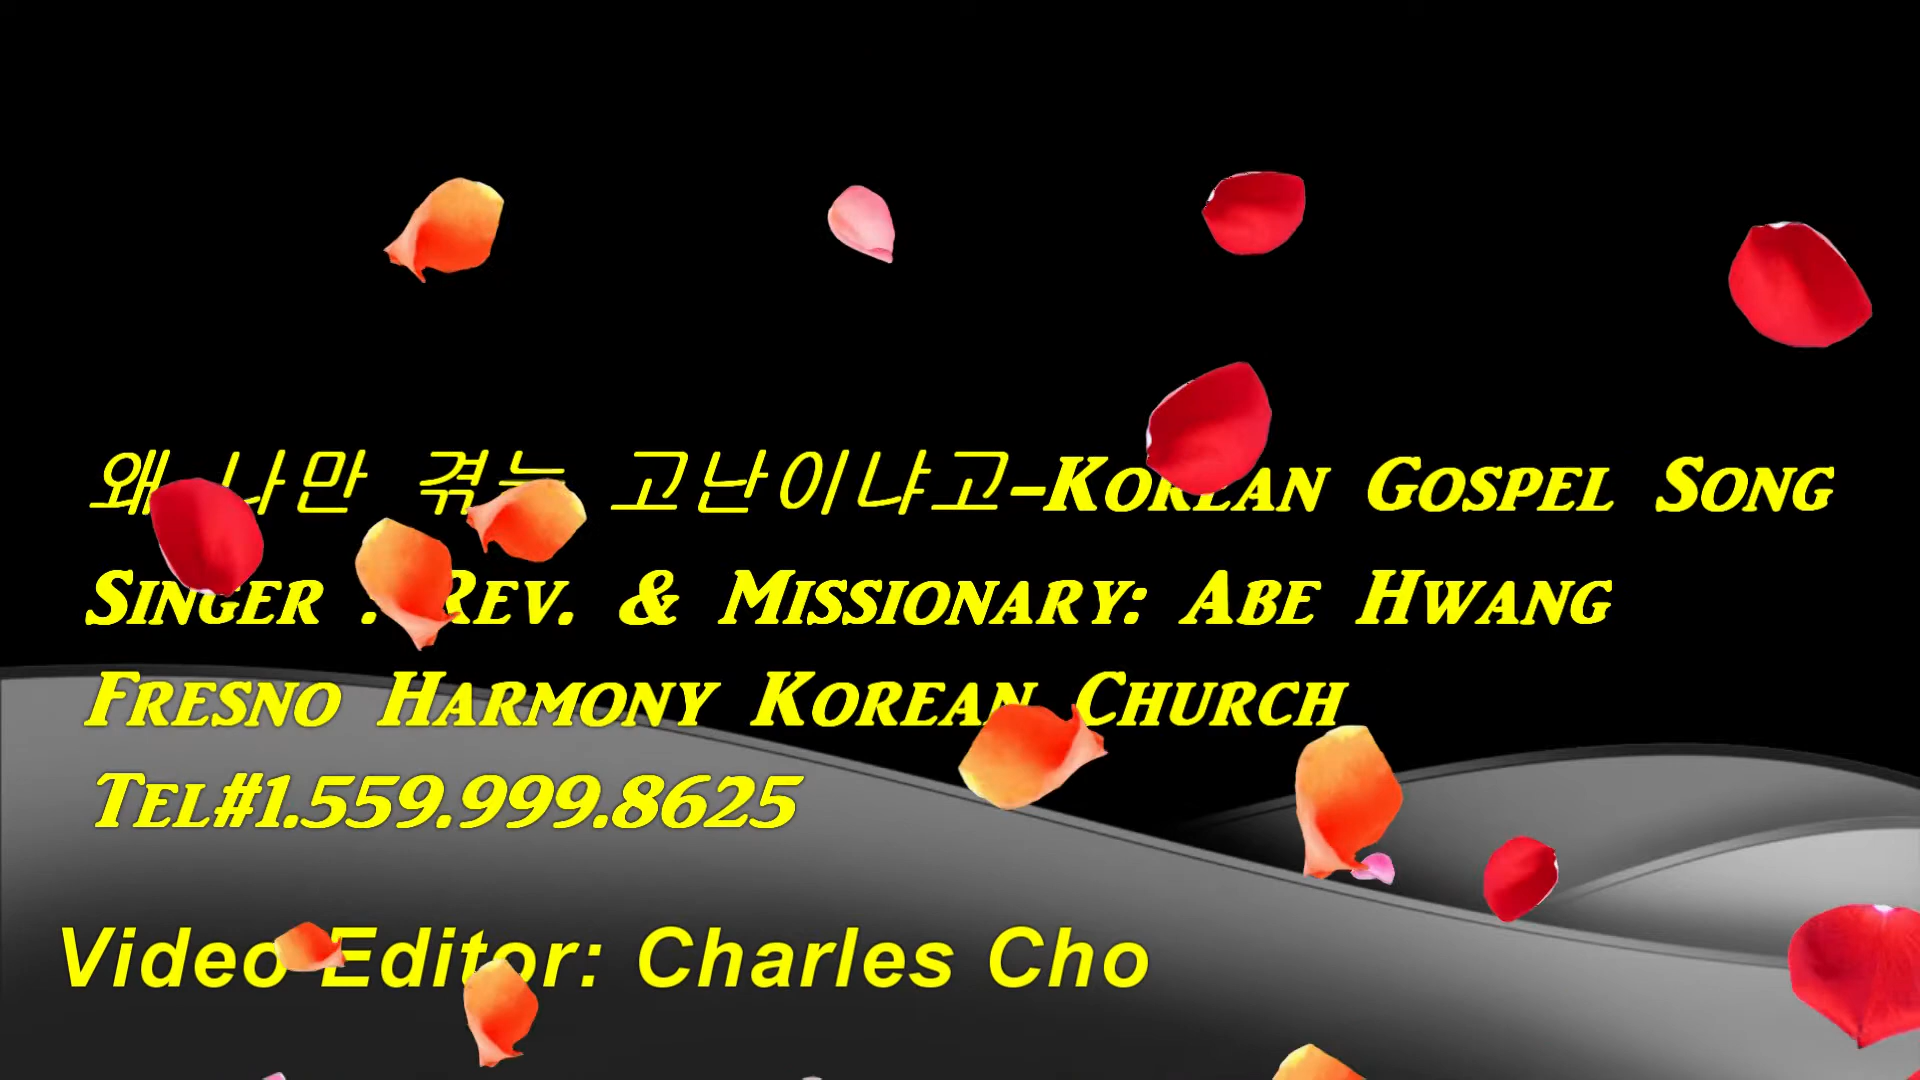 왜 나만 겪는 고난이냐고-Korean Gospel Song
Singer : Rev. & Missionary: Abe Hwang
Fresno Harmony Korean Church
Tel#1.559.999.8625
Video Editor: Charles Cho